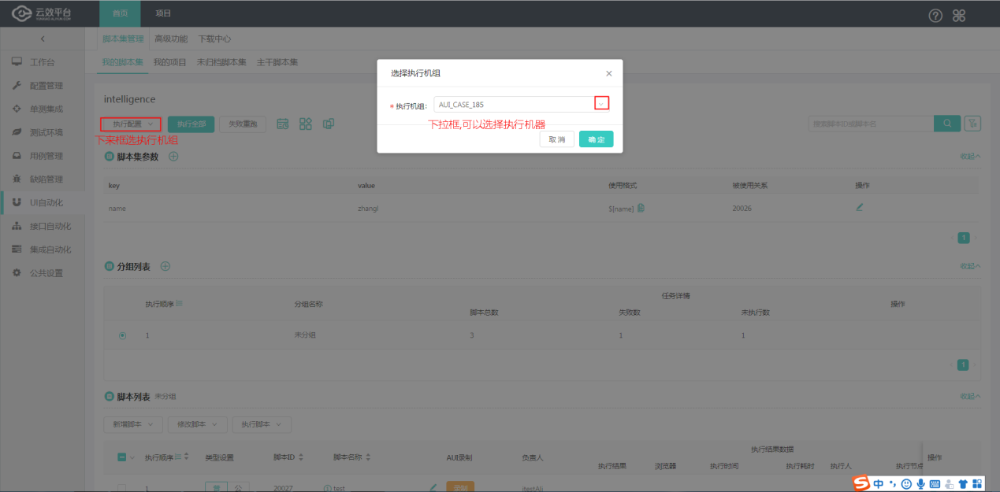 云效平台 首页 项目
脚本集管理 高级功能 下载中心
我的脚本集 我的项目 未归档脚本集 主干脚本集
工作台
配置管理
单测集成
测试环境
用例管理
缺陷管理
UI自动化
接口自动化
集成自动化
公共设置
选择执行机组
* 执行机组: AUI_CASE_185
下拉框,可以选择执行机器
取 消 确 定
intelligence
执行配置 执行全部 失败重跑 搜索脚本ID或脚本名
下来框选执行机组
脚本集参数 收起
key value 使用格式 被使用关系 操作
name zhangl $[name] 20026
1
分组列表 收起
执行顺序 分组名称 任务详情 操作
脚本总数 失败数 未执行数
1 未分组 3 1 1
1
脚本列表 未分组 收起
新增脚本 修改脚本 执行脚本
执行顺序 类型设置 脚本ID 脚本名称 AUI录制 负责人 执行结果数据 操作
执行结果 浏览器 执行时间 执行耗时 执行人 执行节点
1 管 公 20027 test 录制 itestAli
中